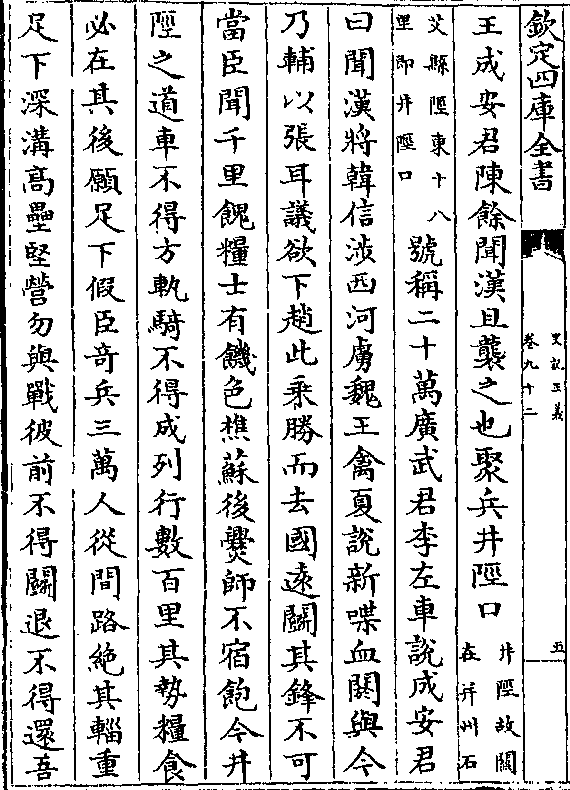 欽定四庫全書
史記正義
卷九十二
五
王成安君陳餘聞漢且襲之也聚兵井陘口井陘故關在并州石
艾縣陘東十八里即井陘口號稱二十萬廣武君李左車說成安君
曰聞漢將韓信渉西河虜魏王禽夏說新喋血閼與今
乃輔以張耳議欲下趙此乗勝而去國遠鬬其鋒不可
當臣聞千里餽糧士有饑色樵蘇後爨師不宿飽今井
陘之道車不得方軌騎不得成列行數百里其勢糧食
必在其後願足下假臣竒兵三萬人從間路絶其輜重
足下深溝髙壘堅營勿與戰彼前不得鬬退不得還吾